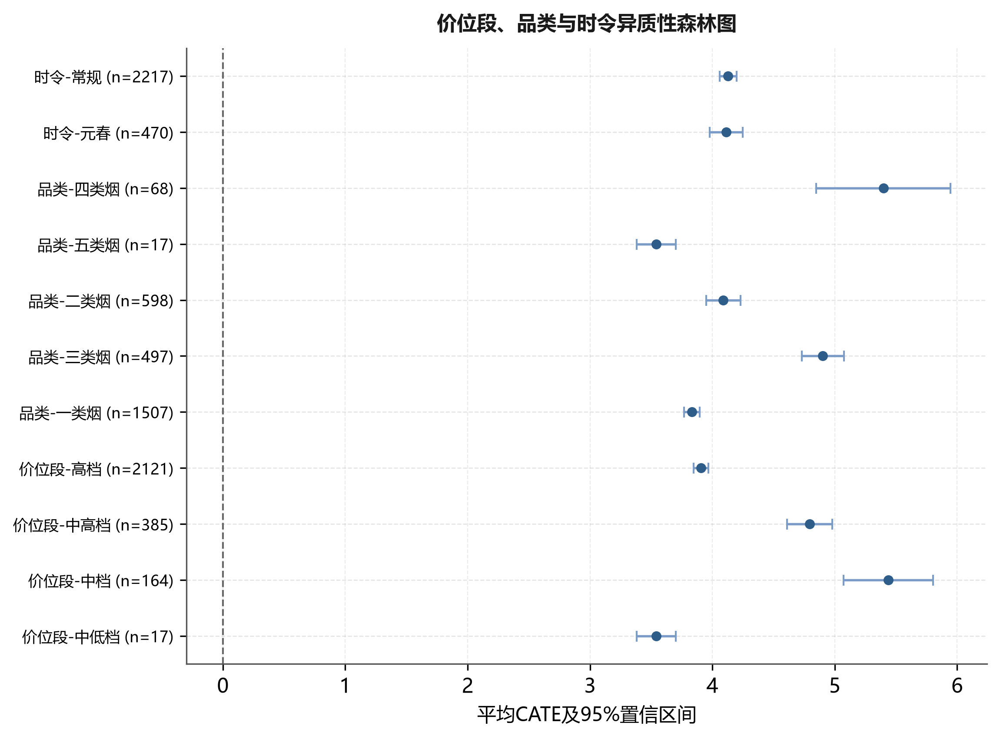 价位段、品类与时令异质性森林图
时令-常规 (n=2217)
时令-元春 (n=470)
品类-四类烟 (n=68)
品类-五类烟 (n=17)
品类-二类烟 (n=598)
品类-三类烟 (n=497)
品类-一类烟 (n=1507)
价位段-高档 (n=2121)
价位段-中高档 (n=385)
价位段-中档 (n=164)
价位段-中低档 (n=17)
0 1 2 3 4 5 6
平均CATE及95%置信区间